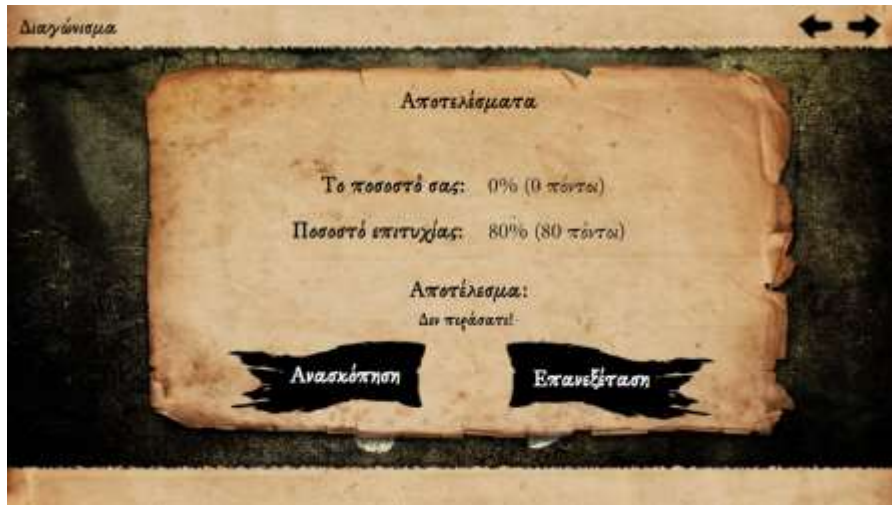 Διαγώνισμα
Αποτελέσματα
Το ποσοστό σας: 0% (0 πόντοι)
Ποσοστό επιτυχίας: 80% (80 πόντοι)
Αποτέλεσμα:
Δεν περάσατε!
Ανασκόπηση Επανεξέταση